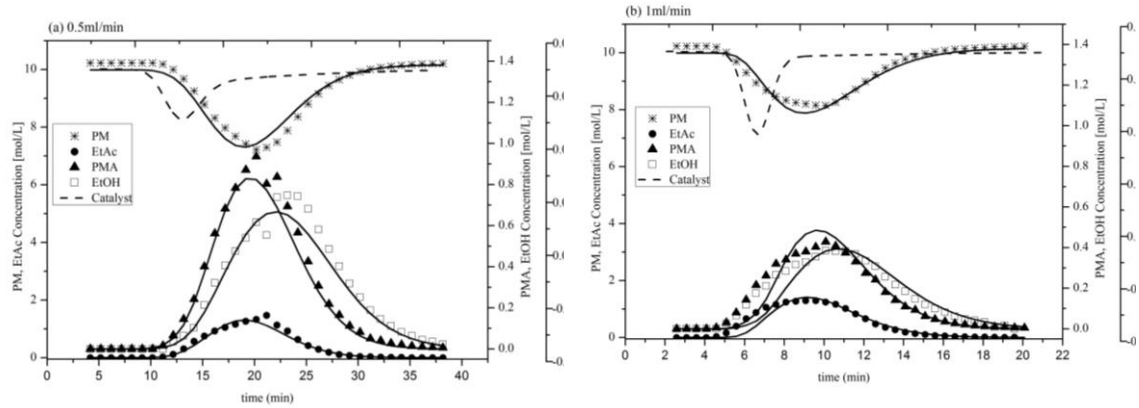 (a) 0.5ml/min
PM, EtAc Concentration [mol/L]
10
8
6
4
2
0
PM
EtAc
PMA
EtOH
Catalyst
0 5 10 15 20 25 30 35 40 45
time (min)
1.4
1.2
1.0
0.8
0.6
0.4
0.2
0.0
PMA, EtOH Concentration [mol/L]
(b) 1ml/min
PM, EtAc Concentration [mol/L]
10
8
6
4
2
0
PM
EtAc
PMA
EtOH
Catalyst
0 2 4 6 8 10 12 14 16 18 20 22
time (min)
1.4
1.2
1.0
0.8
0.6
0.4
0.2
0.0
PMA, EtOH Concentration [mol/L]